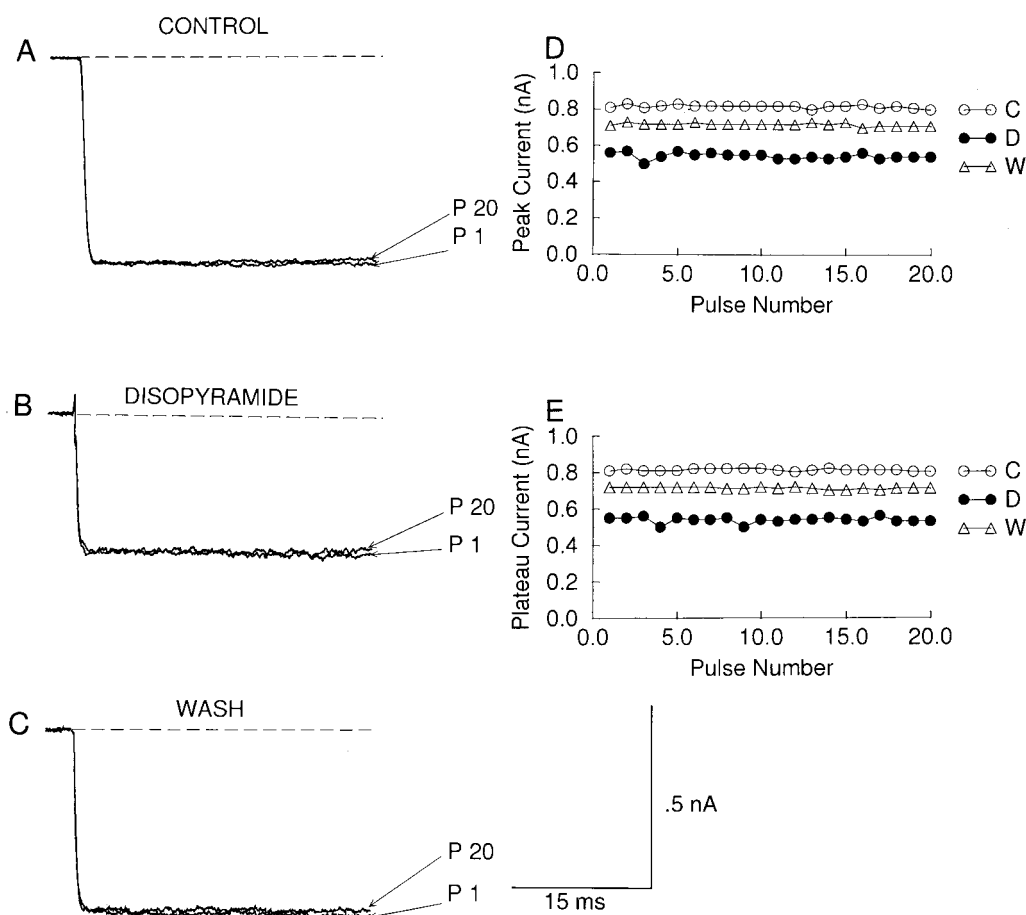 A
CONTROL
P 20
P 1
B
DISOPYRAMIDE
P 20
P 1
C
WASH
P 20
P 1
.5 nA
15 ms
D
Peak Current (nA)
1.0
0.8
0.6
0.4
0.2
0.0
0.0 5.0 10.0 15.0 20.0
Pulse Number
C
D
W
E
Plateau Current (nA)
1.0
0.8
0.6
0.4
0.2
0.0
0.0 5.0 10.0 15.0 20.0
Pulse Number
C
D
W